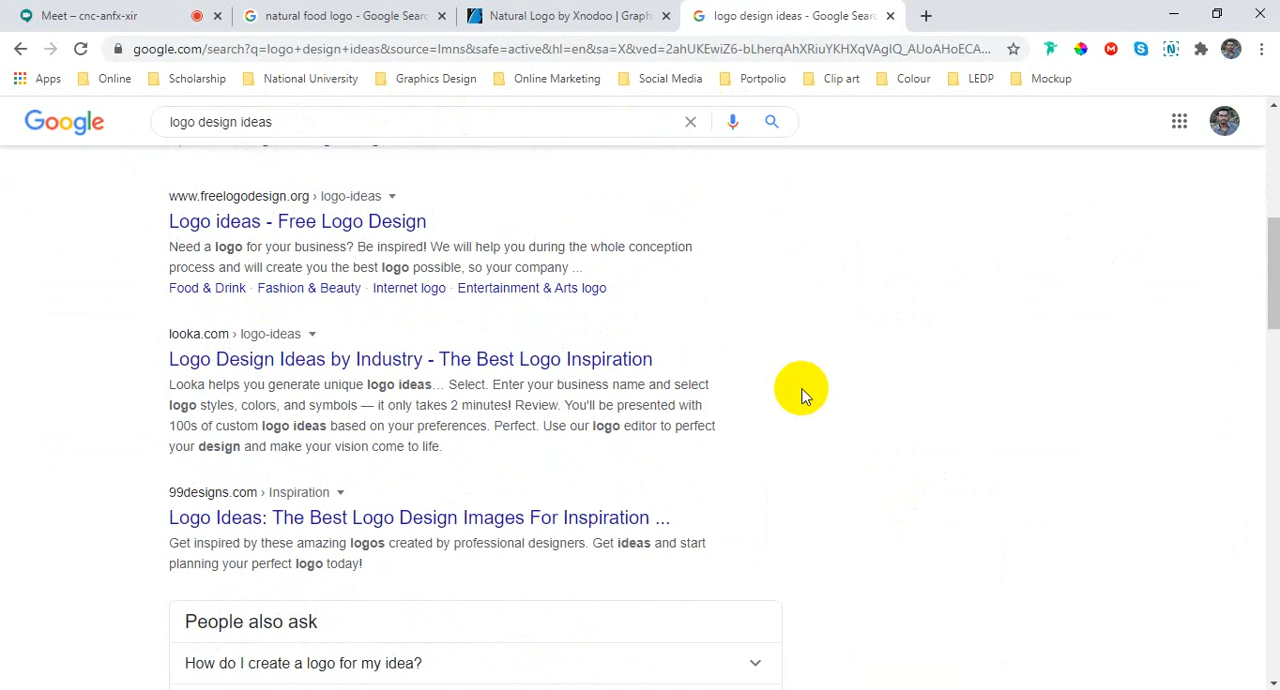 Meet – cnc-anfx-xir
natural food logo - Google Searc
Natural Logo by Xnodoo | Graph
logo design ideas - Google Searc
google.com/search?q=logo+design+ideas&source=lmns&safe=active&hl=en&sa=X&ved=2ahUKEwiZ6-bLherqAhXRiuYKHXqVAgIQ_AUoAHoECA...
Apps
Online
Scholarship
National University
Graphics Design
Online Marketing
Social Media
Portpolio
Clip art
Colour
LEDP
Mockup
Google
logo design ideas
www.freelogodesign.org › logo-ideas
Logo ideas - Free Logo Design
Need a logo for your business? Be inspired! We will help you during the whole conception
process and will create you the best logo possible, so your company ...
Food & Drink · Fashion & Beauty · Internet logo · Entertainment & Arts logo
looka.com › logo-ideas
Logo Design Ideas by Industry - The Best Logo Inspiration
Looka helps you generate unique logo ideas… Select. Enter your business name and select
logo styles, colors, and symbols — it only takes 2 minutes! Review. You'll be presented with
100s of custom logo ideas based on your preferences. Perfect. Use our logo editor to perfect
your design and make your vision come to life.
99designs.com › Inspiration
Logo Ideas: The Best Logo Design Images For Inspiration ...
Get inspired by these amazing logos created by professional designers. Get ideas and start
planning your perfect logo today!
People also ask
How do I create a logo for my idea?